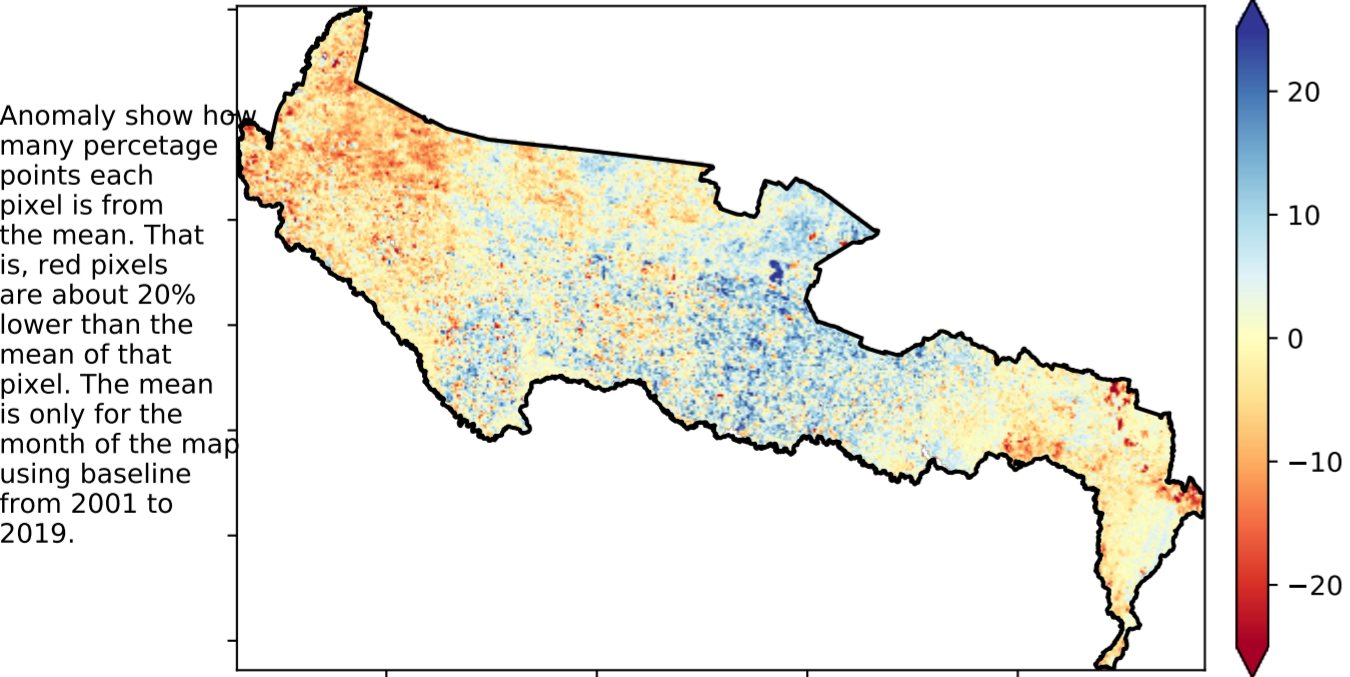 Anomaly show how
many percetage
points each
pixel is from
the mean. That
is, red pixels
are about 20%
lower than the
mean of that
pixel. The mean
is only for the
month of the map
using baseline
from 2001 to
2019.
20
10
0
−10
−20